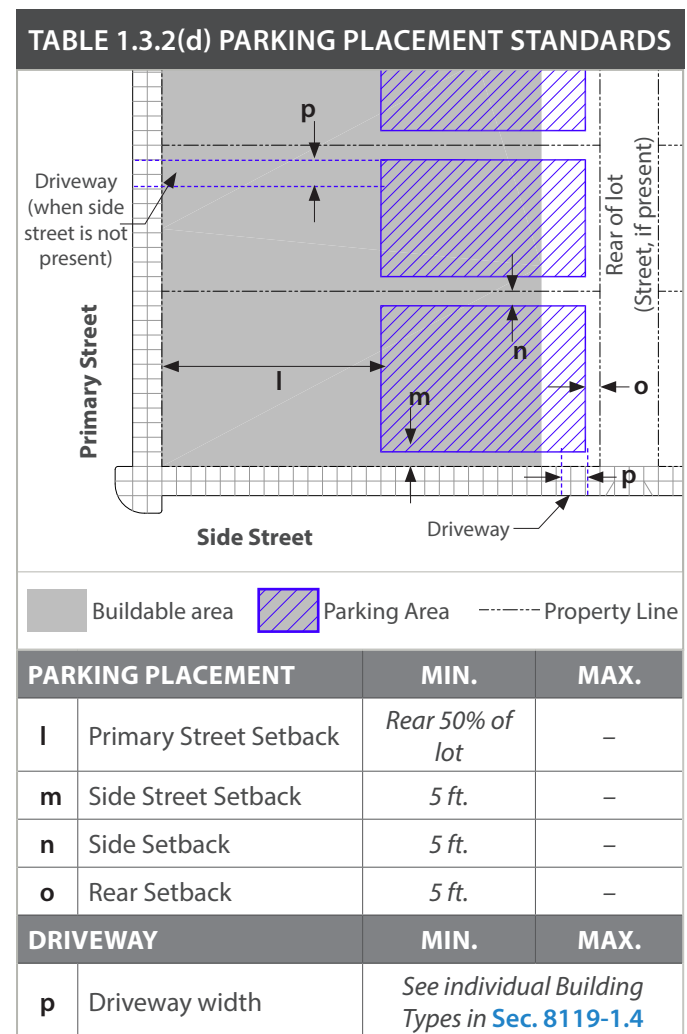 TABLE 1.3.2(d) PARKING PLACEMENT STANDARDS
p
Driveway
(when side
street is not
present)
Rear of lot
(Street, if present)
Primary Street
l
n
m
o
p
Side Street
Driveway
Buildable area
Parking Area
Property Line
PARKING PLACEMENT MIN. MAX.
l Primary Street Setback Rear 50% of lot –
m Side Street Setback 5 ft. –
n Side Setback 5 ft. –
o Rear Setback 5 ft. –
DRIVEWAY MIN. MAX.
p Driveway width See individual Building
Types in Sec. 8119-1.4